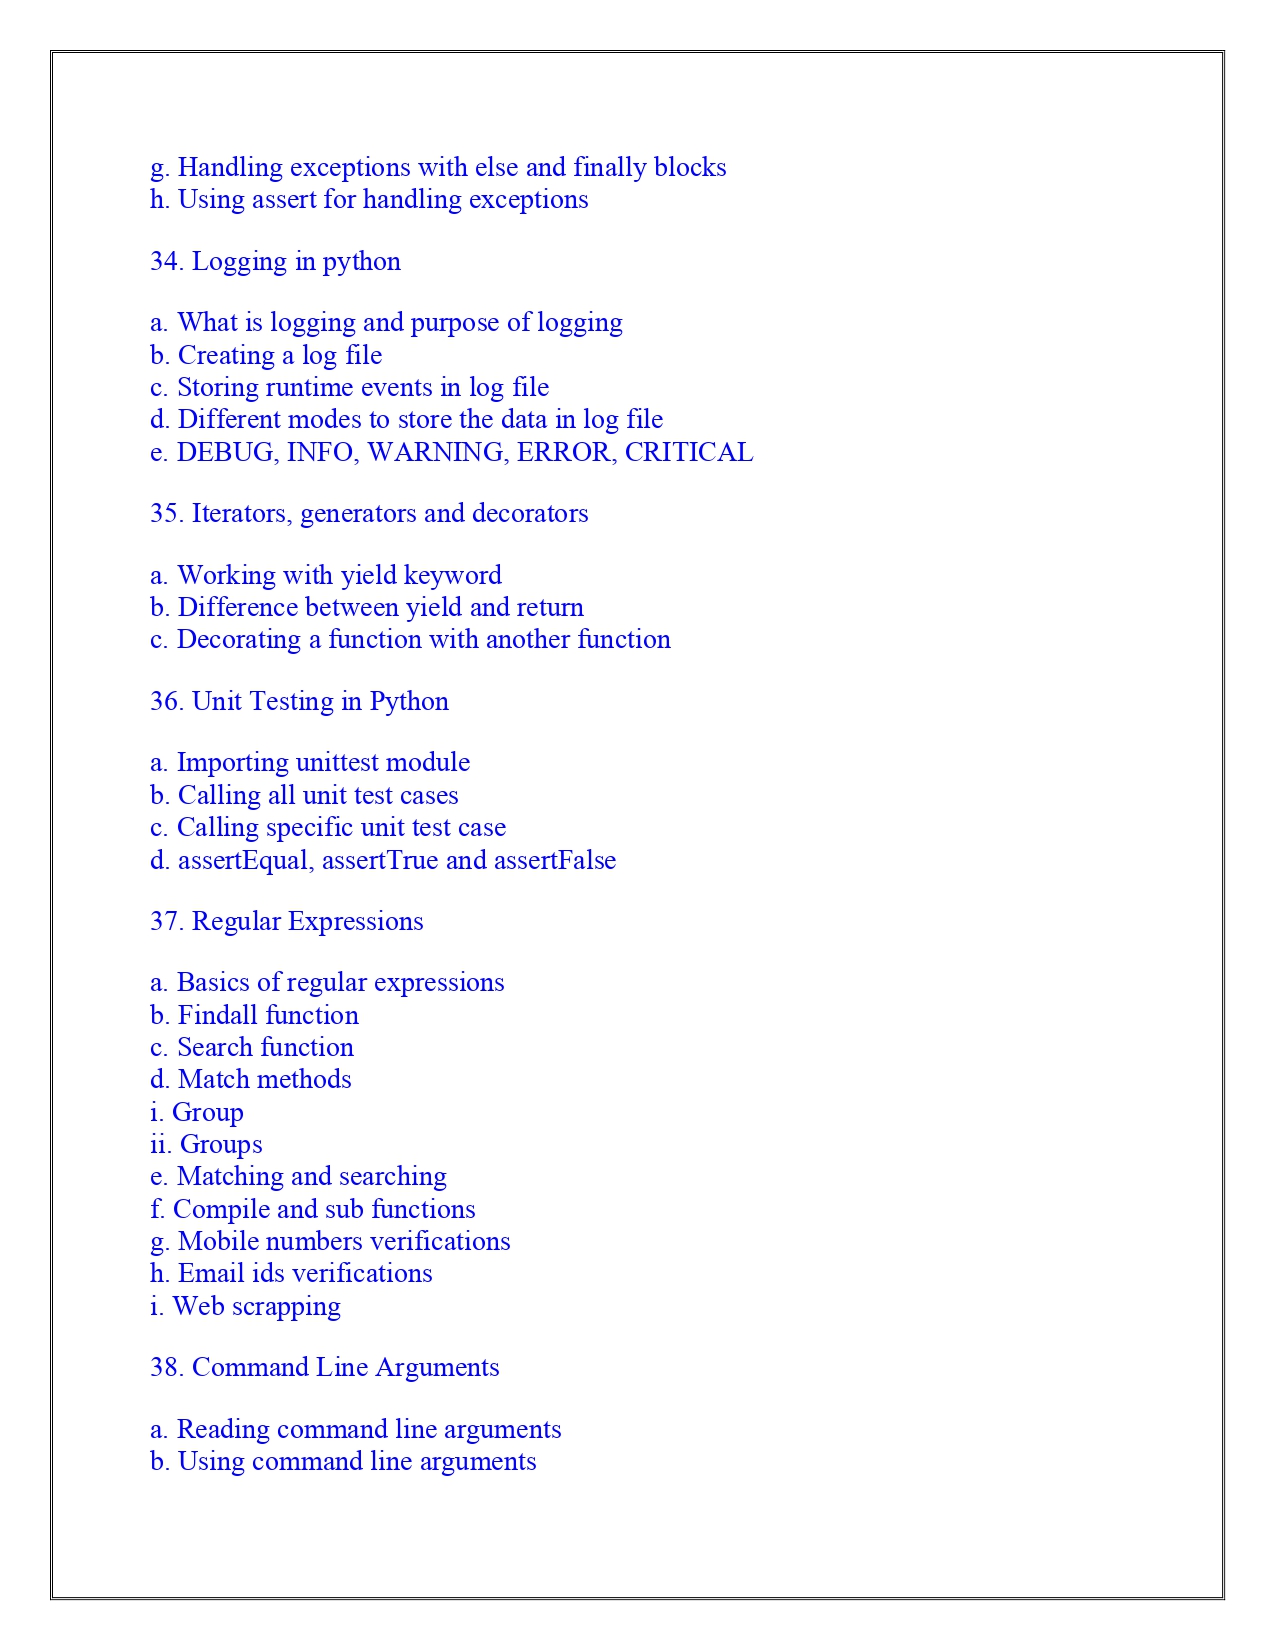 g. Handling exceptions with else and finally blocks
h. Using assert for handling exceptions
34. Logging in python
a. What is logging and purpose of logging
b. Creating a log file
c. Storing runtime events in log file
d. Different modes to store the data in log file
e. DEBUG, INFO, WARNING, ERROR, CRITICAL
35. Iterators, generators and decorators
a. Working with yield keyword
b. Difference between yield and return
c. Decorating a function with another function
36. Unit Testing in Python
a. Importing unittest module
b. Calling all unit test cases
c. Calling specific unit test case
d. assertEqual, assertTrue and assertFalse
37. Regular Expressions
a. Basics of regular expressions
b. Findall function
c. Search function
d. Match methods
i. Group
ii. Groups
e. Matching and searching
f. Compile and sub functions
g. Mobile numbers verifications
h. Email ids verifications
i. Web scrapping
38. Command Line Arguments
a. Reading command line arguments
b. Using command line arguments